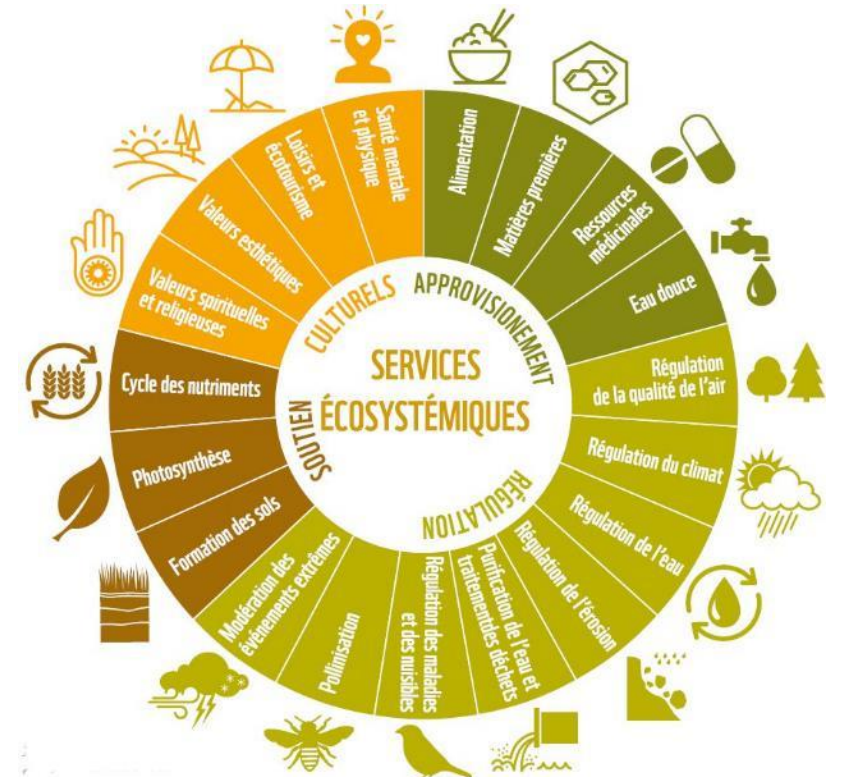 SERVICES
ÉCOSYSTÉMIQUES
APPROVISIONEMENT
Alimentation
Matières premières
Ressources
médicinales
Eau douce
RÉGULATION
Régulation
de la qualité de l'air
Régulation du climat
Régulation de l'eau
Régulation de l'érosion
Purification de l'eau et
traitementdes déchets
Régulation des maladies
et des nuisibles
Pollinisation
Modération des
événements extrêmes
SOUTIEN
Formation des sols
Photosynthèse
Cycle des nutriments
CULTURELS
Valeurs spirituelles
et religieuses
Valeurs esthétiques
Loisirs et
écotourisme
Santé mentale
et physique